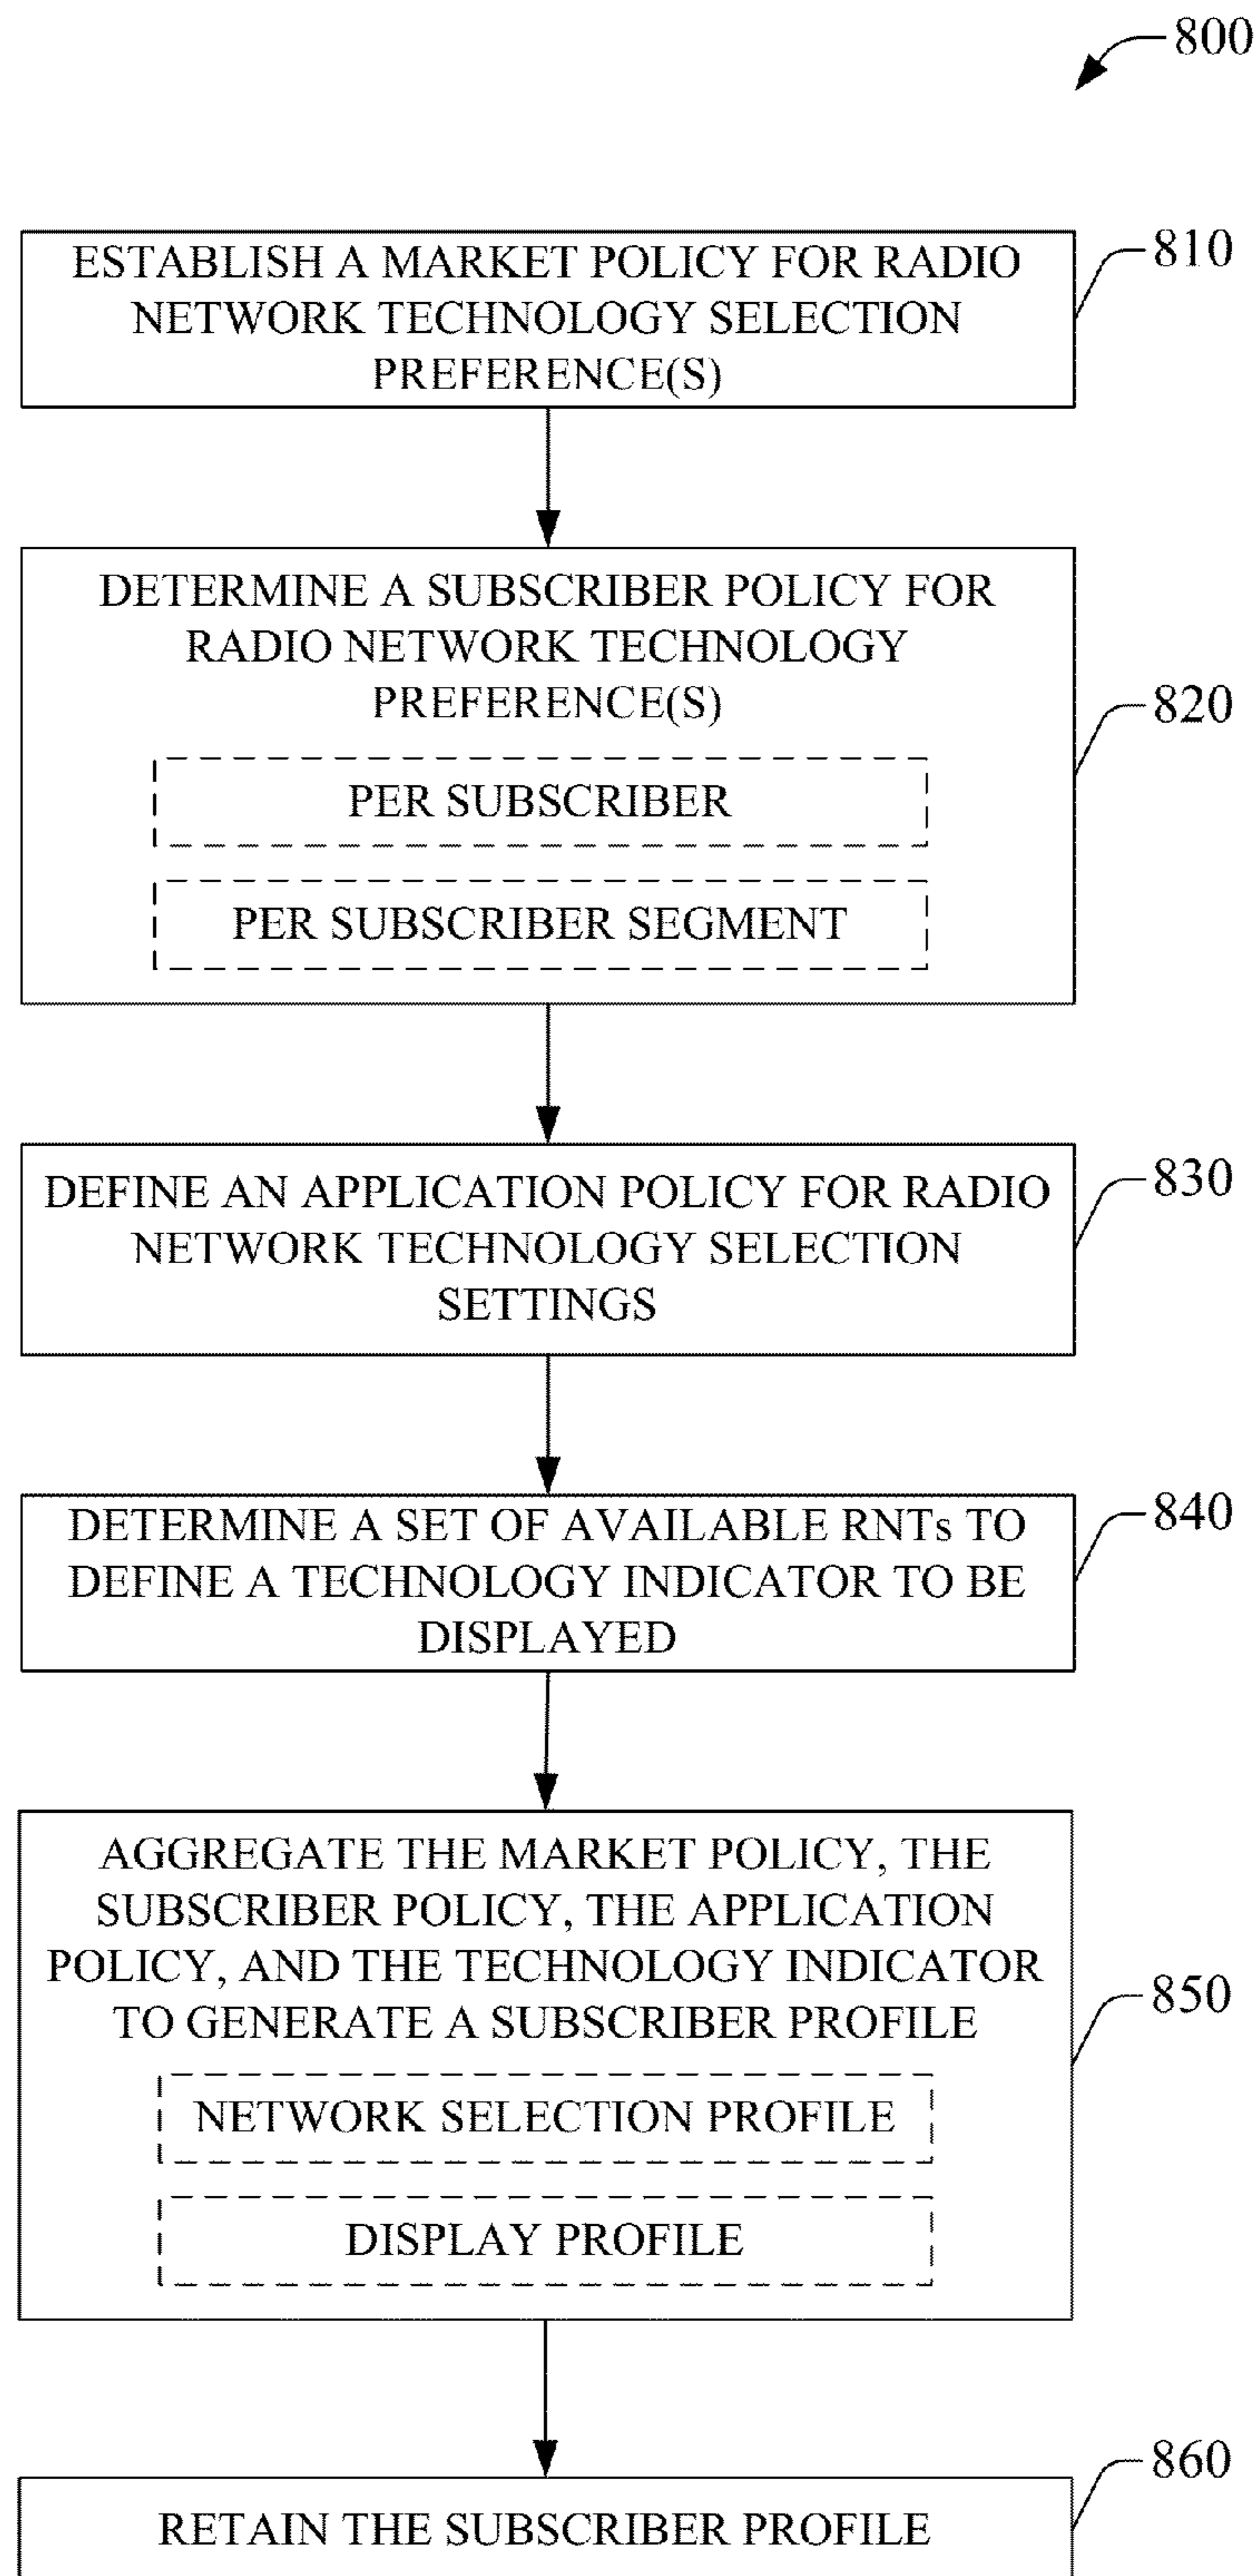 800
ESTABLISH A MARKET POLICY FOR RADIO
NETWORK TECHNOLOGY SELECTION
PREFERENCE(S)
810
DETERMINE A SUBSCRIBER POLICY FOR
RADIO NETWORK TECHNOLOGY
PREFERENCE(S)
PER SUBSCRIBER
PER SUBSCRIBER SEGMENT
820
DEFINE AN APPLICATION POLICY FOR RADIO
NETWORK TECHNOLOGY SELECTION
SETTINGS
830
DETERMINE A SET OF AVAILABLE RNTs TO
DEFINE A TECHNOLOGY INDICATOR TO BE
DISPLAYED
840
AGGREGATE THE MARKET POLICY, THE
SUBSCRIBER POLICY, THE APPLICATION
POLICY, AND THE TECHNOLOGY INDICATOR
TO GENERATE A SUBSCRIBER PROFILE
NETWORK SELECTION PROFILE
DISPLAY PROFILE
850
RETAIN THE SUBSCRIBER PROFILE
860